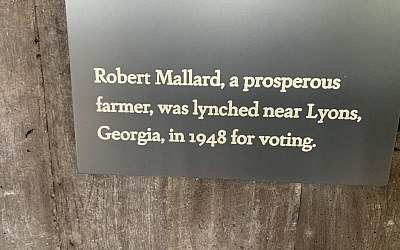 Robert Mallard, a prosperous
farmer, was lynched near Lyons,
Georgia, in 1948 for voting.